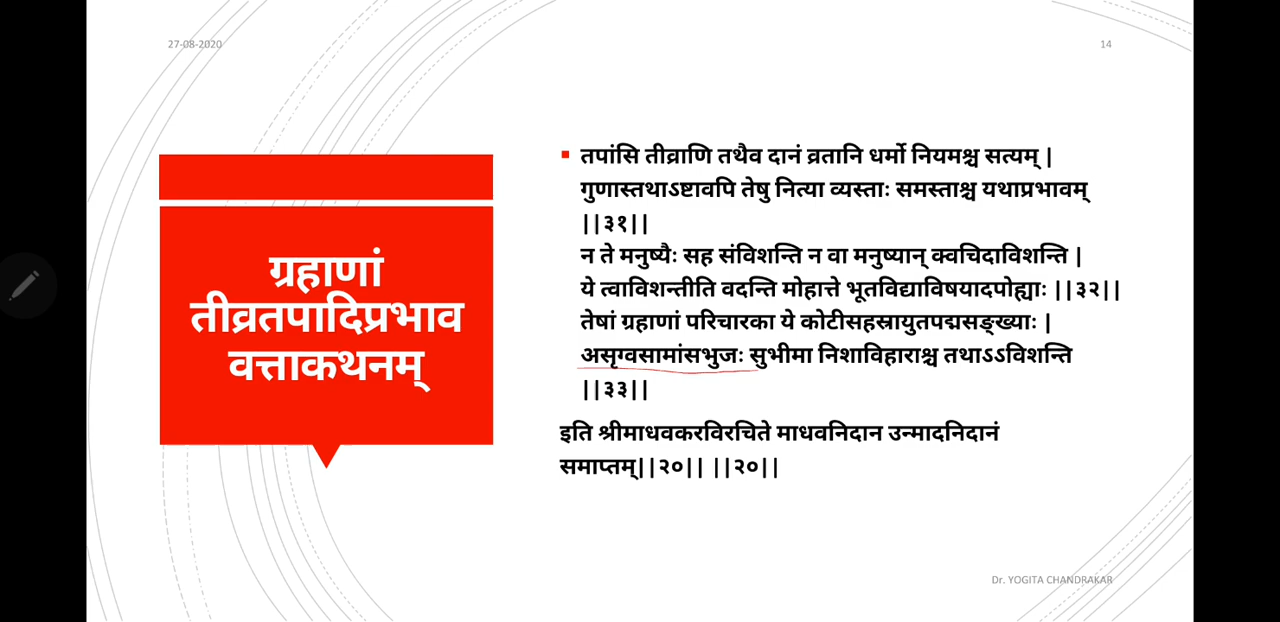 27-08-2020
14
ग्रहाणां
तीव्रतपादिप्रभाव
वत्ताकथनम्
तपांसि तीव्राणि तथैव दानं व्रतानि धर्मो नियमश्च सत्यम् |
गुणास्तथाऽष्टावपि तेषु नित्या व्यस्ताः समस्ताश्च यथाप्रभावम्
||३१||
न ते मनुष्यैः सह संविशन्ति न वा मनुष्यान् क्वचिदाविशन्ति |
ये त्वाविशन्तीति वदन्ति मोहात्ते भूतविद्याविषयादपोह्याः ||३२||
तेषां ग्रहाणां परिचारका ये कोटीसहस्रायुतपद्मसङ्ख्याः |
असृग्वसामांसभुजः सुभीमा निशाविहाराश्च तथाऽऽविशन्ति
||३३||
इति श्रीमाधवकरविरचिते माधवनिदान उन्मादनिदानं
समाप्तम्||२०|| ||२०||
Dr. YOGITA CHANDRAKAR